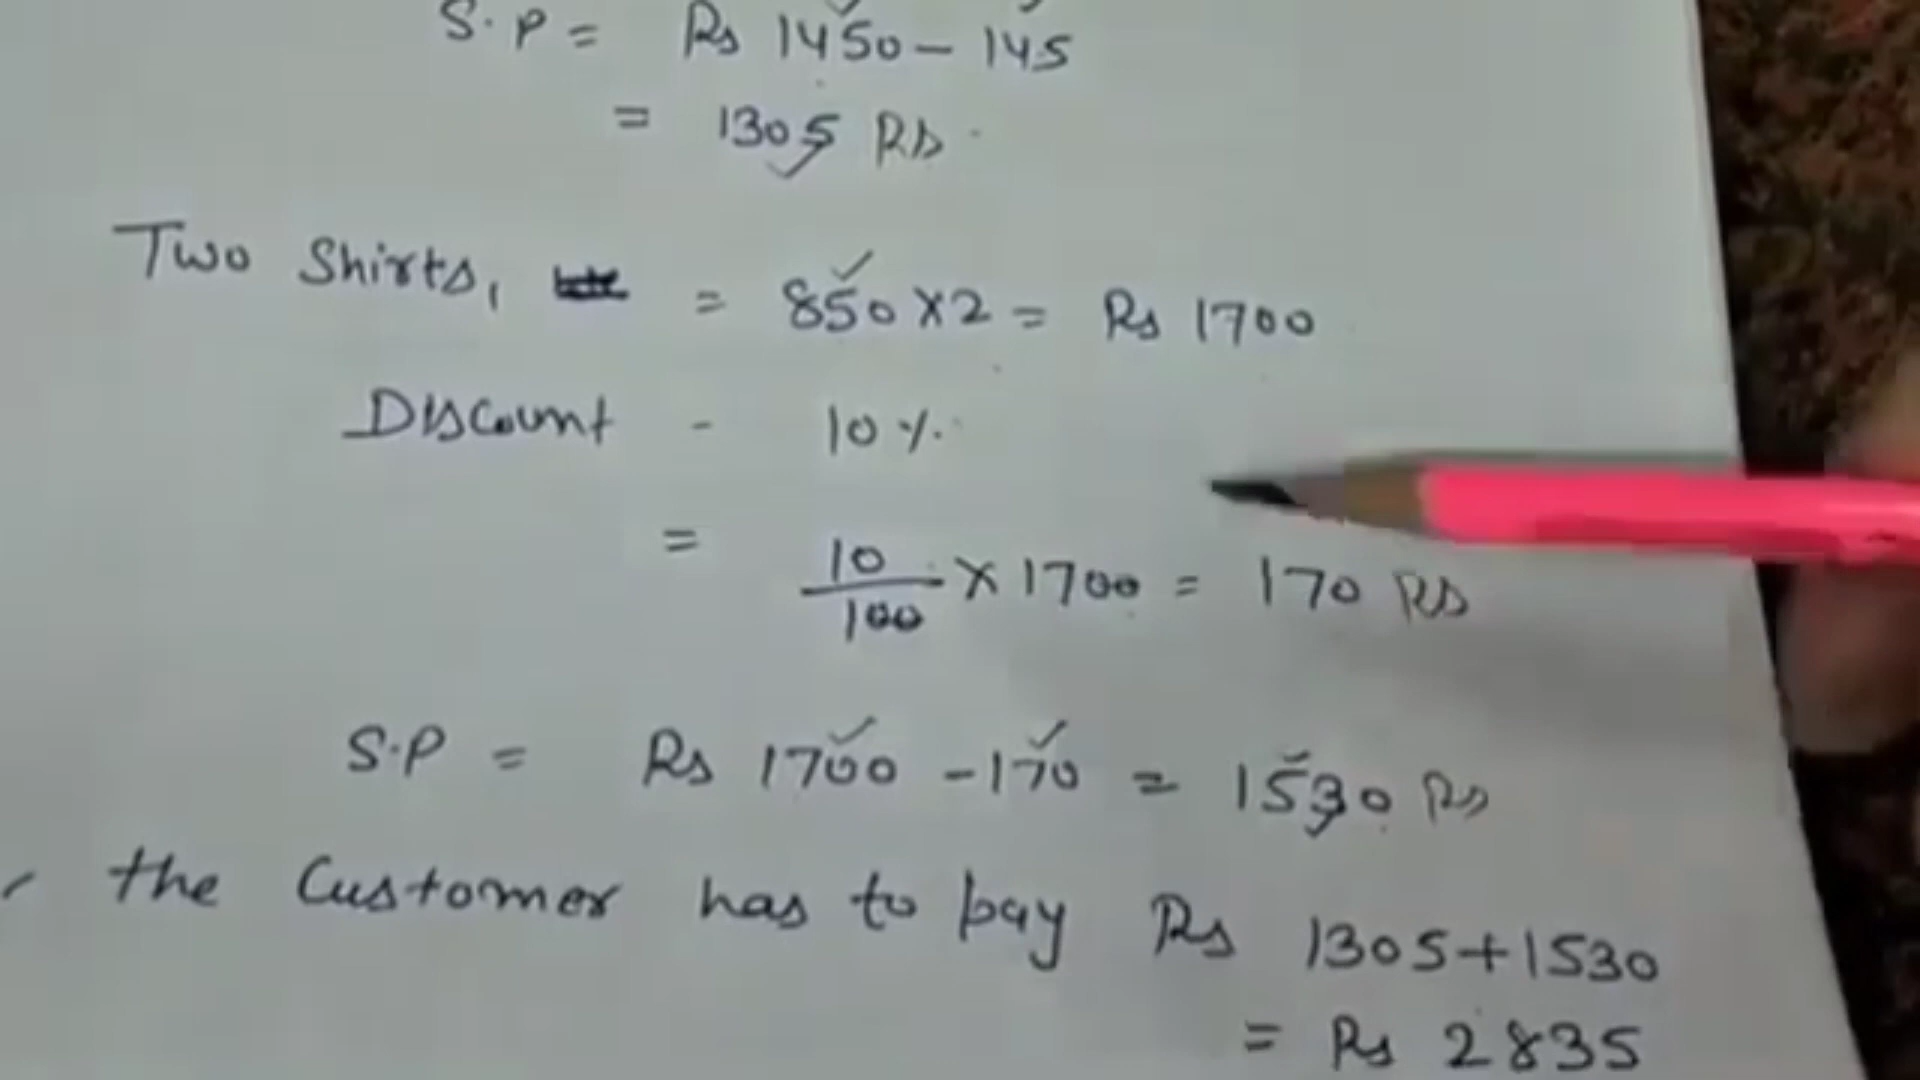 S.P = Rs 1450 - 145
= 1305 Rs.
Two Shirts, = 850 x 2 = Rs 1700
Discount - 10 %.
= 10/100 x 1700 = 170 Rs
S.P = Rs 1700 - 170 = 1530 Rs
the Customer has to pay Rs 1305 + 1530
= Rs 2835